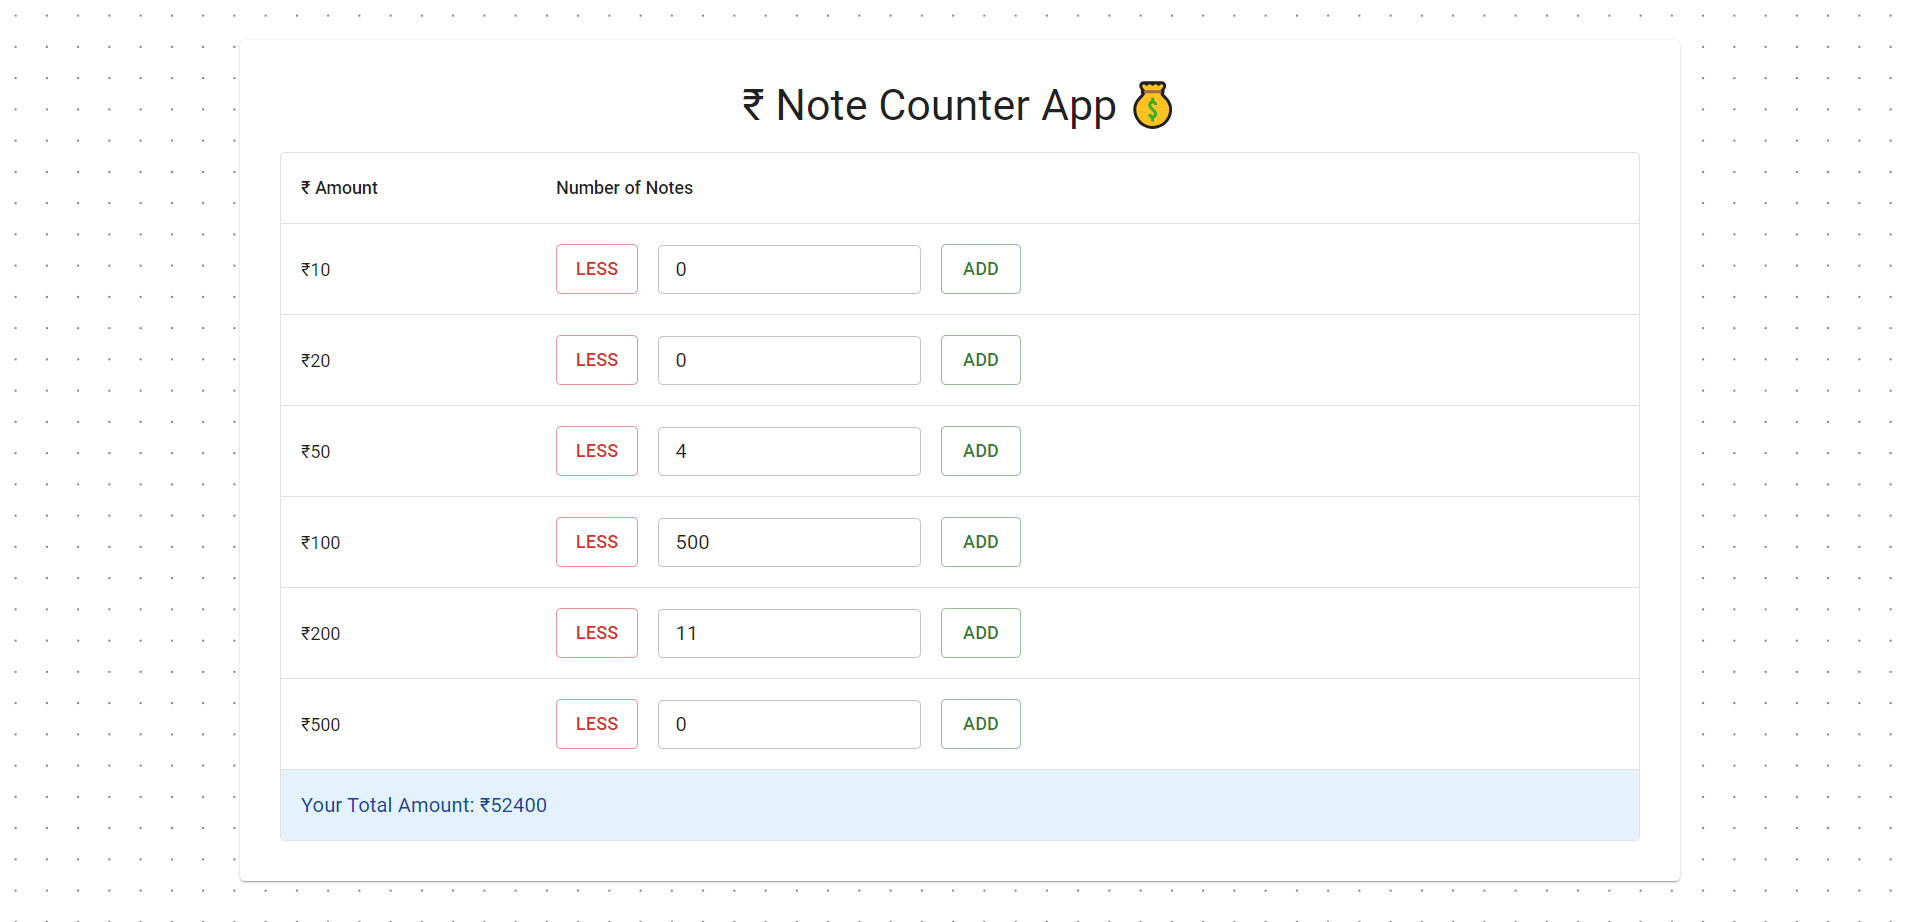 ₹ Note Counter App 💰
₹ Amount Number of Notes
₹10 LESS 0 ADD
₹20 LESS 0 ADD
₹50 LESS 4 ADD
₹100 LESS 500 ADD
₹200 LESS 11 ADD
₹500 LESS 0 ADD
Your Total Amount: ₹52400